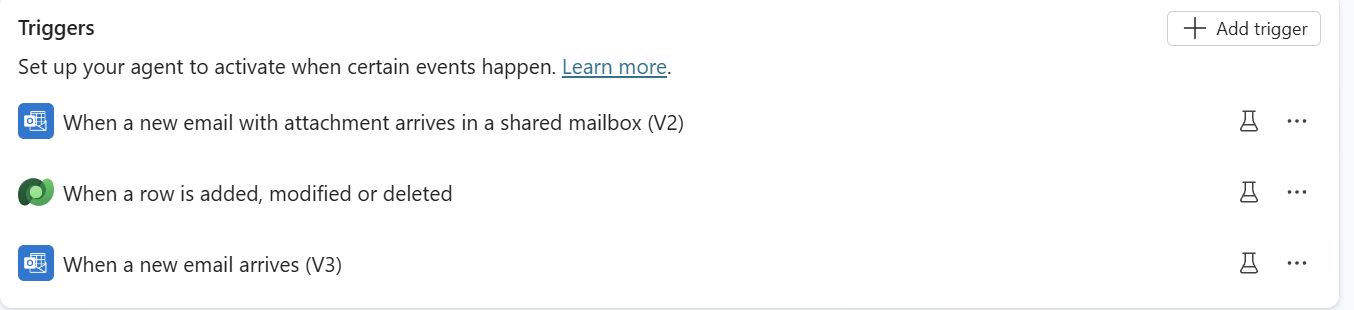 Triggers
Add trigger
Set up your agent to activate when certain events happen. Learn more.
When a new email with attachment arrives in a shared mailbox (V2)
When a row is added, modified or deleted
When a new email arrives (V3)